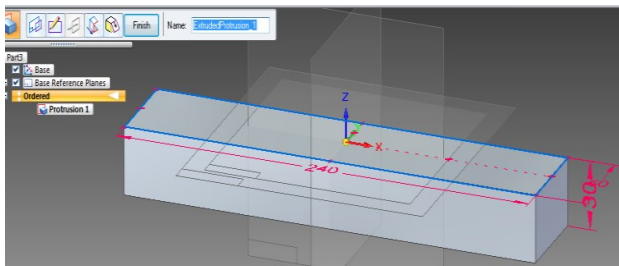 Finish Name: ExtrudedProtrusion_1
Part3
Base
Base Reference Planes
Ordered
Protrusion 1
Z
X
240
30